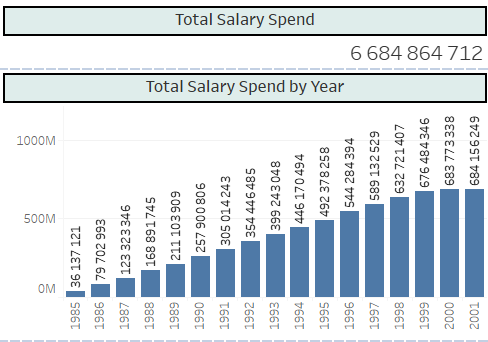 Total Salary Spend
6 684 864 712
Total Salary Spend by Year
1000M
500M
0M
36 137 121
79 702 993
123 323 346
168 891 745
211 103 909
257 900 806
305 014 243
354 446 485
399 243 048
446 170 494
492 378 258
544 284 394
589 132 529
632 721 407
676 484 346
683 773 338
684 156 249
1985
1986
1987
1988
1989
1990
1991
1992
1993
1994
1995
1996
1997
1998
1999
2000
2001